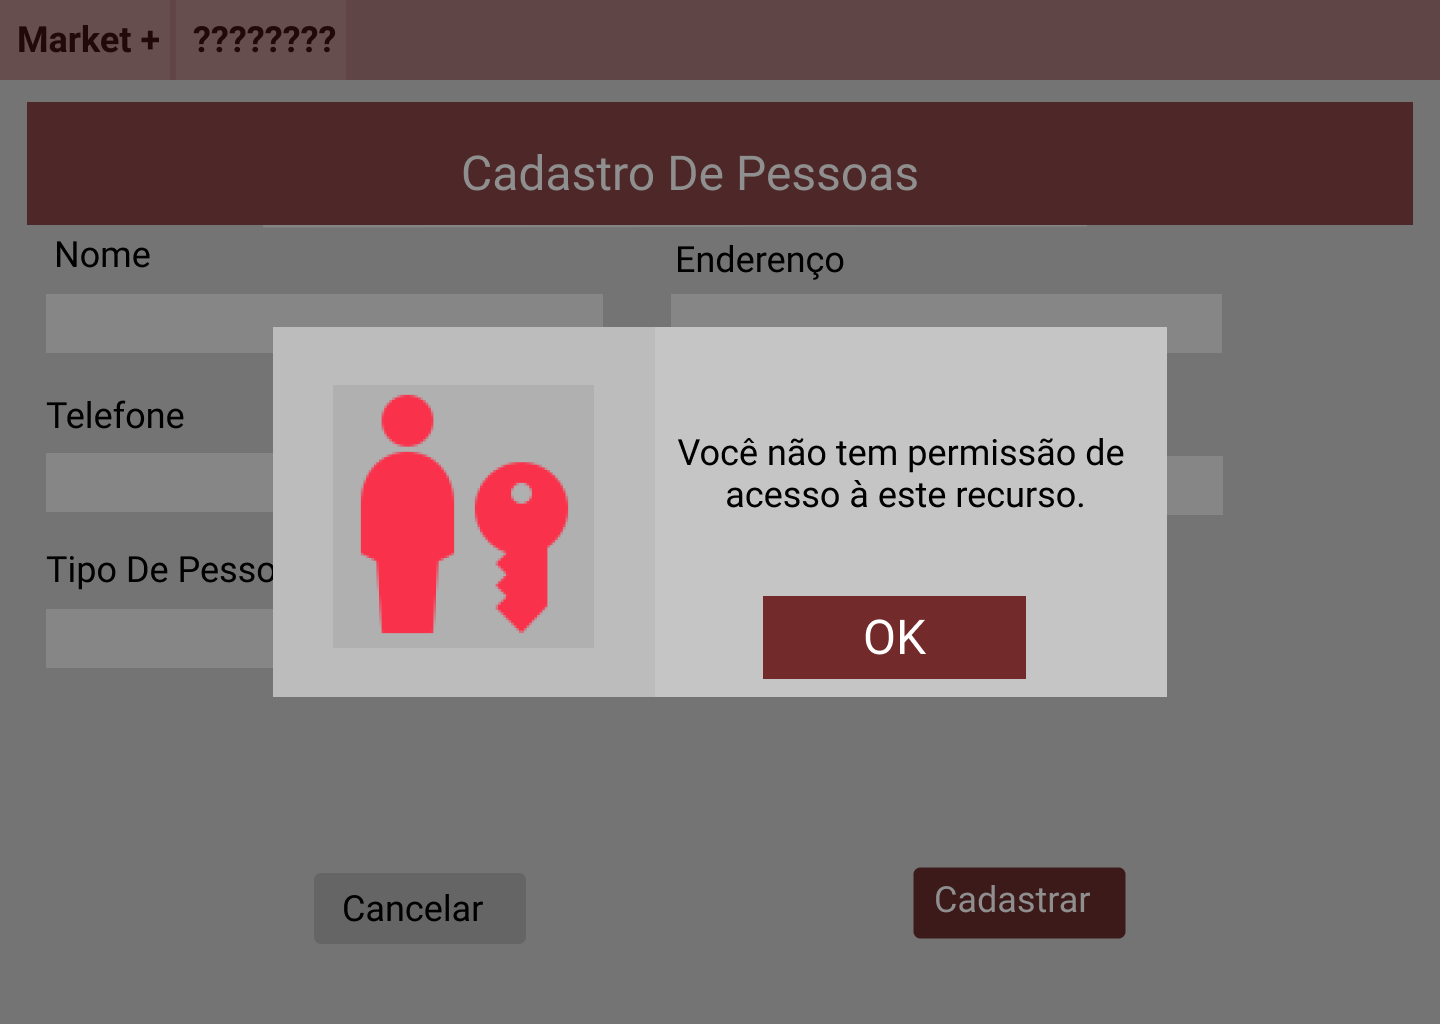 Market + ????????
Cadastro De Pessoas
Nome
Enderenço
Telefone
Tipo De Pesso
Você não tem permissão de
acesso à este recurso.
OK
Cancelar
Cadastrar